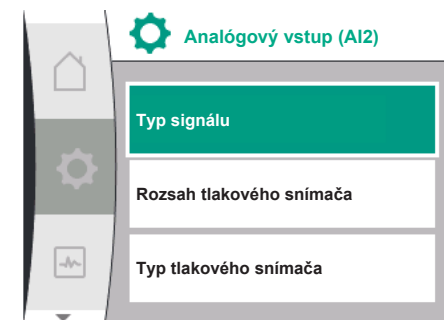 Analógový vstup (AI2)
Typ signálu
Rozsah tlakového snímača
Typ tlakového snímača